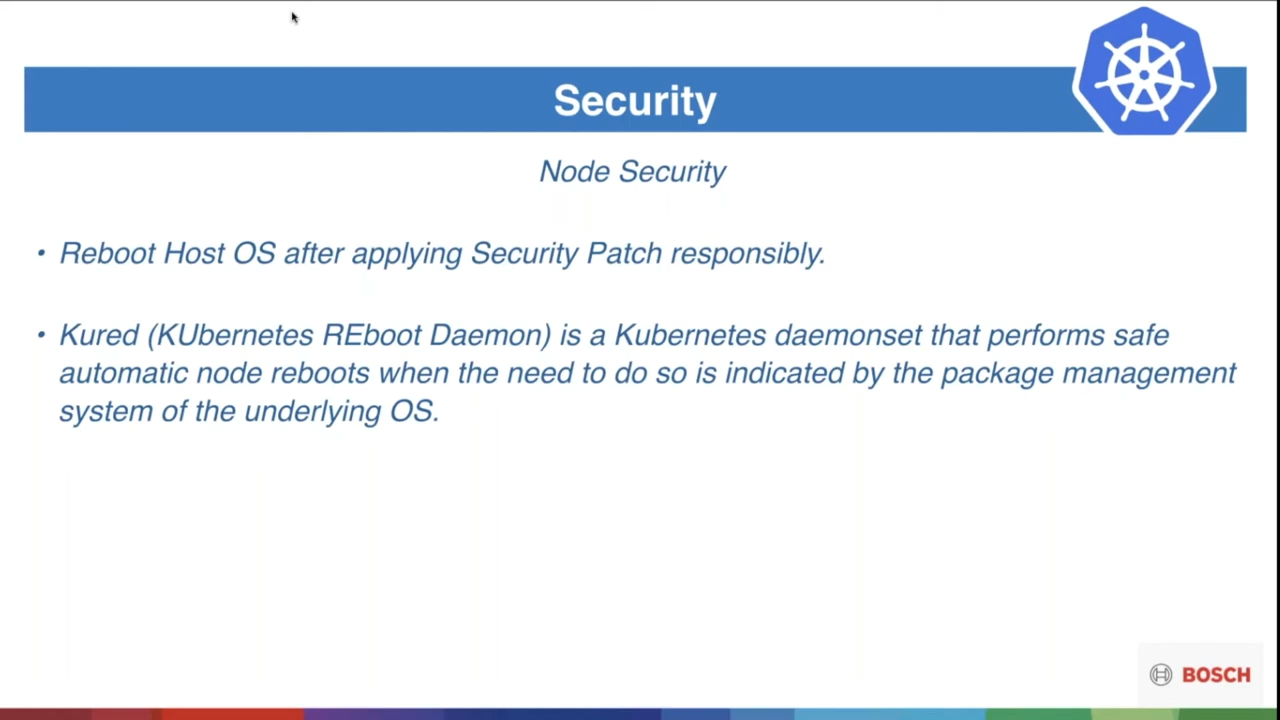 Security
Node Security
• Reboot Host OS after applying Security Patch responsibly.
• Kured (KUbernetes REboot Daemon) is a Kubernetes daemonset that performs safe
automatic node reboots when the need to do so is indicated by the package management
system of the underlying OS.
BOSCH